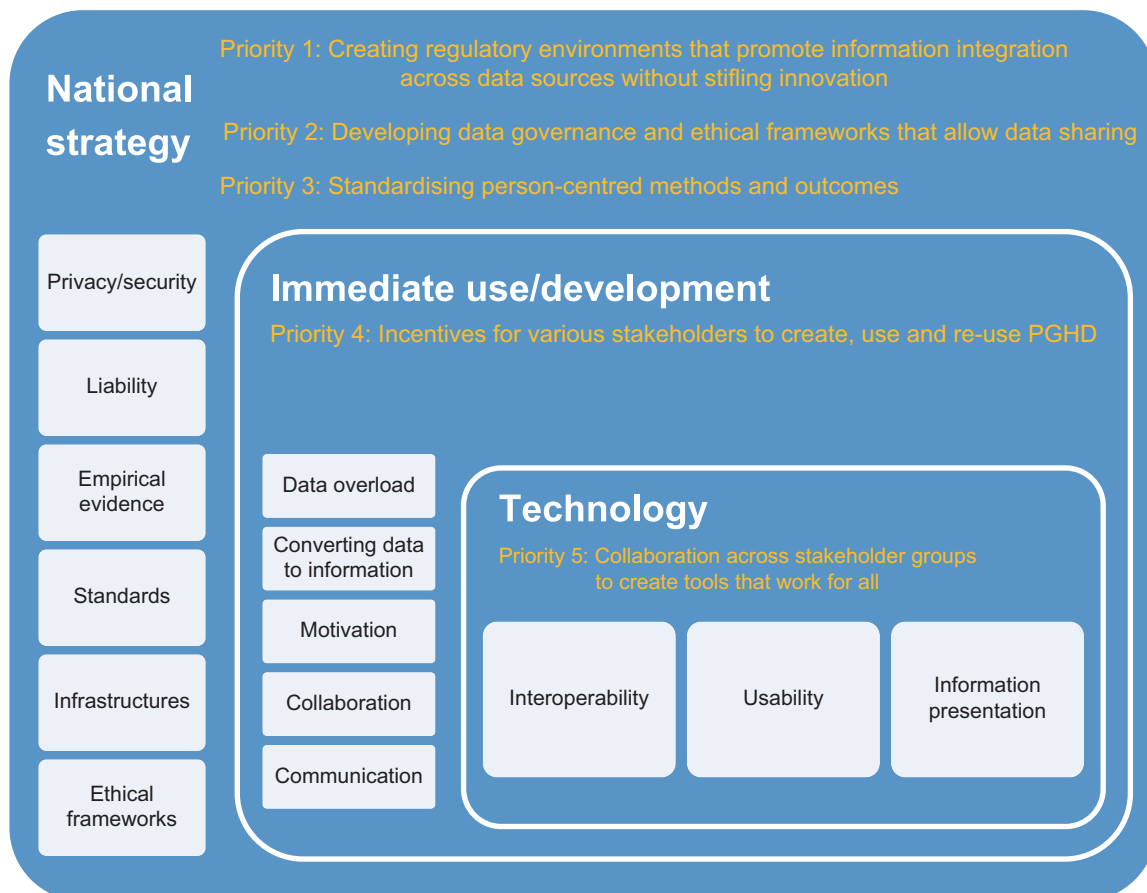 National
strategy
Priority 1: Creating regulatory environments that promote information integration
across data sources without stifling innovation
Priority 2: Developing data governance and ethical frameworks that allow data sharing
Priority 3: Standardising person-centred methods and outcomes
Privacy/security
Liability
Empirical
evidence
Standards
Infrastructures
Ethical
frameworks
Immediate use/development
Priority 4: Incentives for various stakeholders to create, use and re-use PGHD
Data overload
Converting data
to information
Motivation
Collaboration
Communication
Technology
Priority 5: Collaboration across stakeholder groups
to create tools that work for all
Interoperability
Usability
Information
presentation